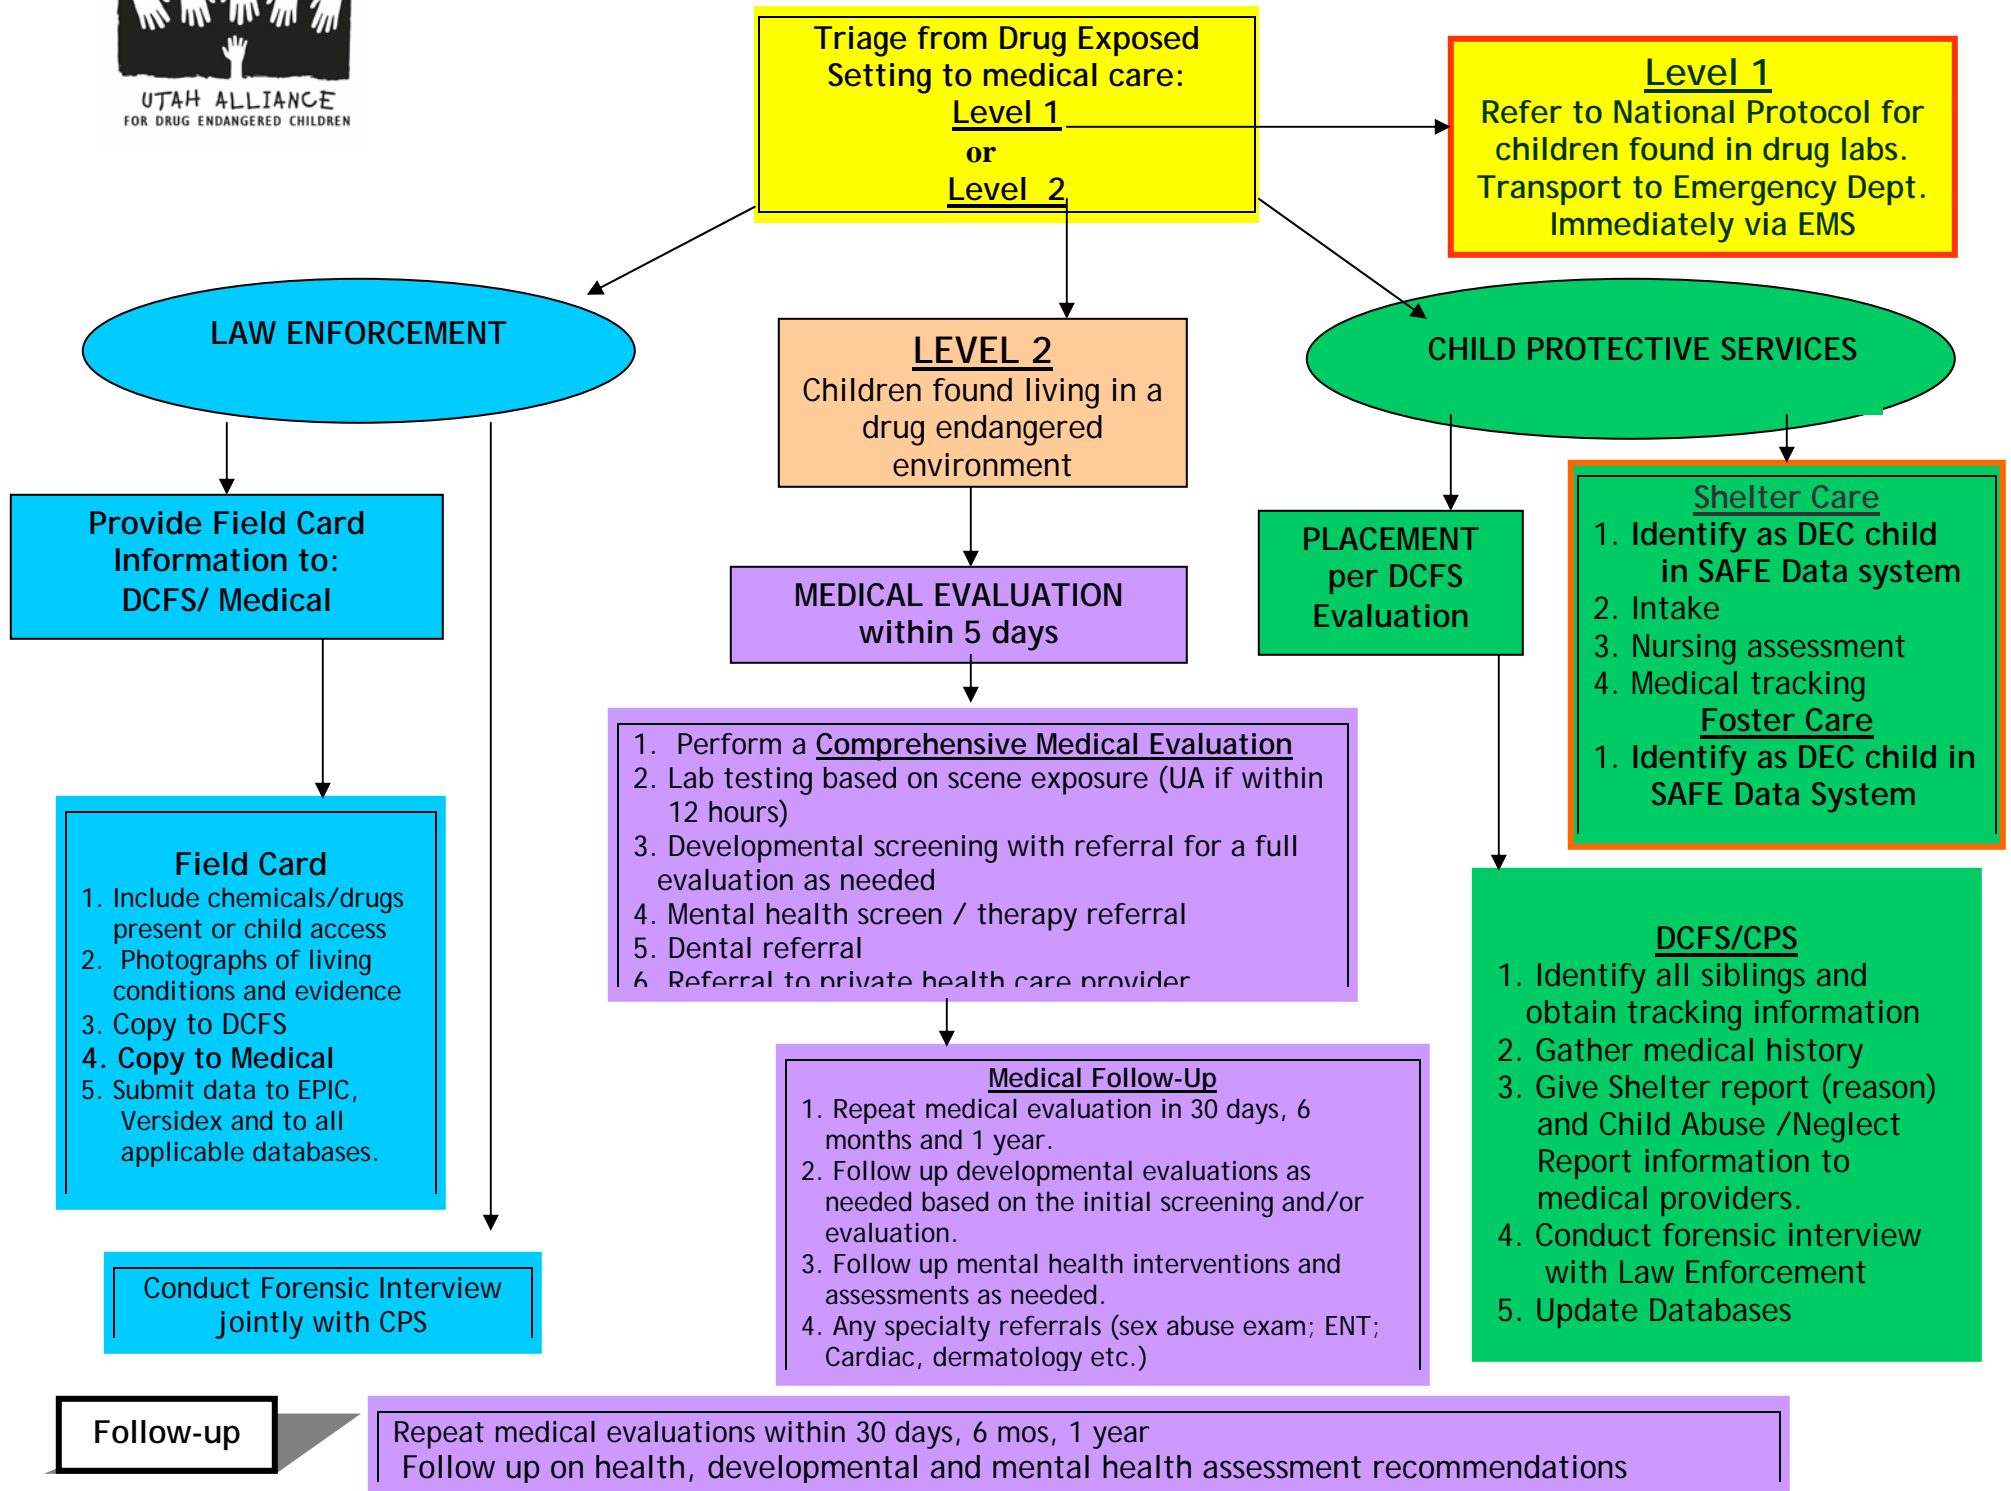 UTAH ALLIANCE
FOR DRUG ENDANGERED CHILDREN
Triage from Drug Exposed
Setting to medical care:
Level 1
or
Level 2
Level 1
Refer to National Protocol for
children found in drug labs.
Transport to Emergency Dept.
Immediately via EMS
LAW ENFORCEMENT
LEVEL 2
Children found living in a
drug endangered
environment
CHILD PROTECTIVE SERVICES
Provide Field Card
Information to:
DCFS/ Medical
MEDICAL EVALUATION
within 5 days
PLACEMENT
per DCFS
Evaluation
Shelter Care
1. Identify as DEC child
in SAFE Data system
2. Intake
3. Nursing assessment
4. Medical tracking
Foster Care
1. Identify as DEC child in
SAFE Data System
1. Perform a Comprehensive Medical Evaluation
2. Lab testing based on scene exposure (UA if within
12 hours)
3. Developmental screening with referral for a full
evaluation as needed
4. Mental health screen / therapy referral
5. Dental referral
6. Referral to private health care provider
Field Card
1. Include chemicals/drugs
present or child access
2. Photographs of living
conditions and evidence
3. Copy to DCFS
4. Copy to Medical
5. Submit data to EPIC,
Versidex and to all
applicable databases.
DCFS/CPS
1. Identify all siblings and
obtain tracking information
2. Gather medical history
3. Give Shelter report (reason)
and Child Abuse /Neglect
Report information to
medical providers.
4. Conduct forensic interview
with Law Enforcement
5. Update Databases
Medical Follow-Up
1. Repeat medical evaluation in 30 days, 6
months and 1 year.
2. Follow up developmental evaluations as
needed based on the initial screening and/or
evaluation.
3. Follow up mental health interventions and
assessments as needed.
4. Any specialty referrals (sex abuse exam; ENT;
Cardiac, dermatology etc.)
Conduct Forensic Interview
jointly with CPS
Follow-up
Repeat medical evaluations within 30 days, 6 mos, 1 year
Follow up on health, developmental and mental health assessment recommendations